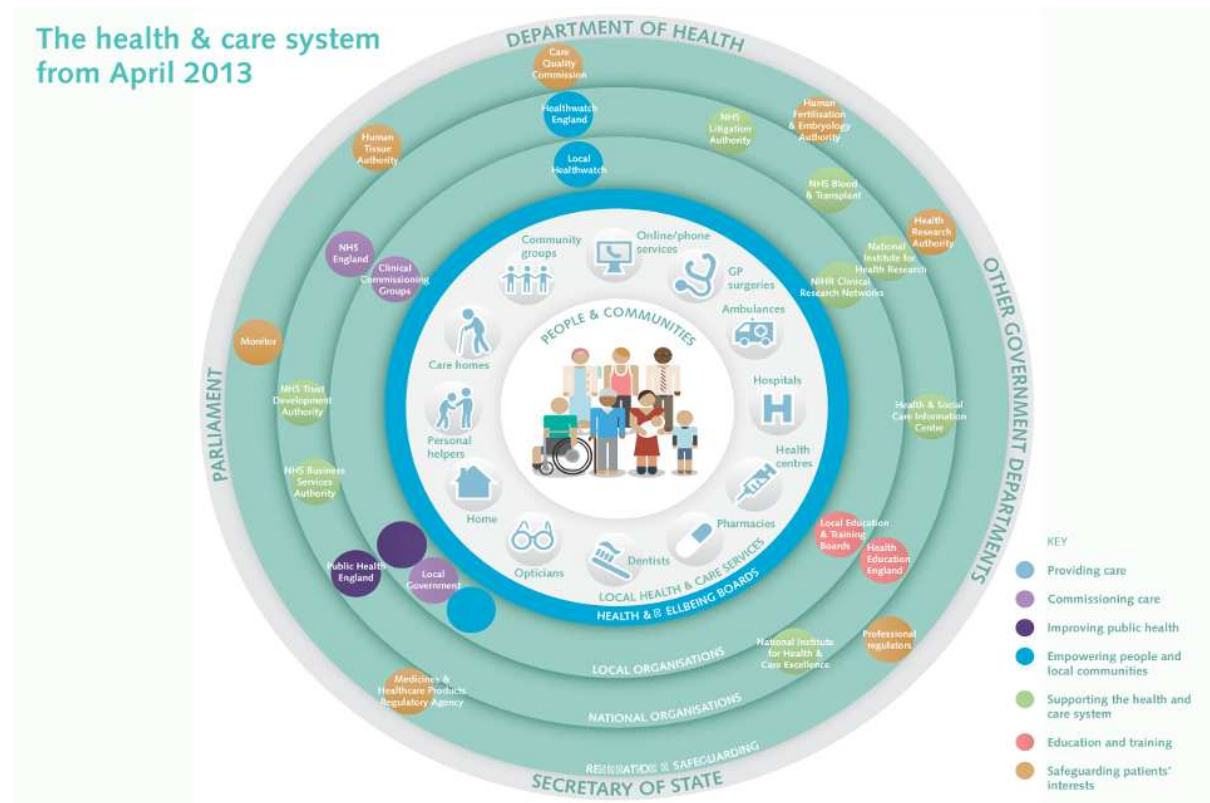 The health & care system
from April 2013
DEPARTMENT OF HEALTH
Care
Quality
Commission
Healthwatch
England
Local
Healthwatch
Human
Tissue
Authority
NHS
Litigation
Authority
Human
Fertilisation
& Embryology
Authority
NHS Blood
& Transplant
Health
Research
Authority
National
Institute for
Health Research
NIHR Clinical
Research Networks
NHS
England
Clinical
Commissioning
Groups
Monitor
NHS Trust
Development
Authority
NHS Business
Services
Authority
PARLIAMENT
OTHER GOVERNMENT DEPARTMENTS
Community
groups
Online/phone
services
GP
surgeries
Ambulances
PEOPLE & COMMUNITIES
Care homes
Hospitals
H
Health & Social
Care Information
Centre
Personal
helpers
Health
centres
Home
Pharmacies
Opticians
Dentists
LOCAL HEALTH & CARE SERVICES
HEALTH & ELLBEING BOARDS
Public Health
England
Local
Government
Local Education
& Training
Boards
Health
Education
England
Professional
regulators
National Institute
for Health &
Care Excellence
Medicines &
Healthcare Products
Regulatory Agency
LOCAL ORGANISATIONS
NATIONAL ORGANISATIONS
SAFEGUARDING
SECRETARY OF STATE
KEY
Providing care
Commissioning care
Improving public health
Empowering people and
local communities
Supporting the health and
care system
Education and training
Safeguarding patients'
interests